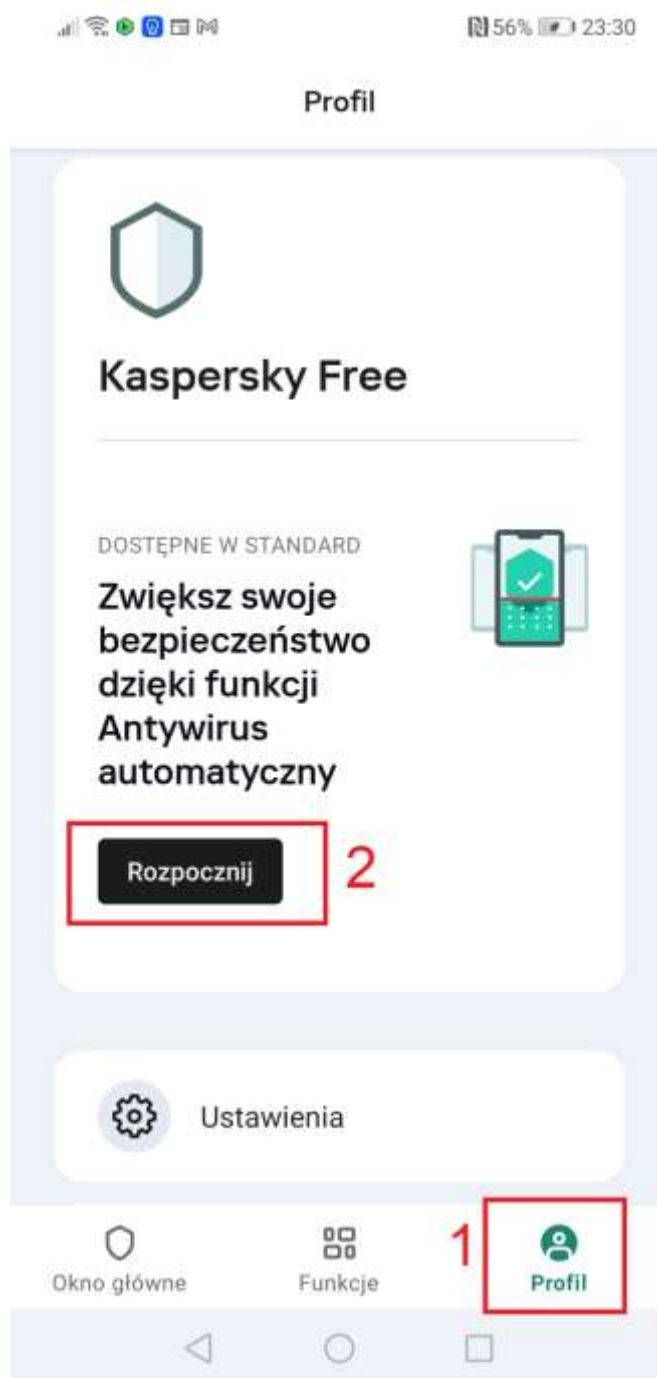 56% 23:30
Profil
Kaspersky Free
DOSTĘPNE W STANDARD
Zwiększ swoje
bezpieczeństwo
dzięki funkcji
Antywirus
automatyczny
Rozpocznij 2
Ustawienia
1
Okno główne Funkcje Profil